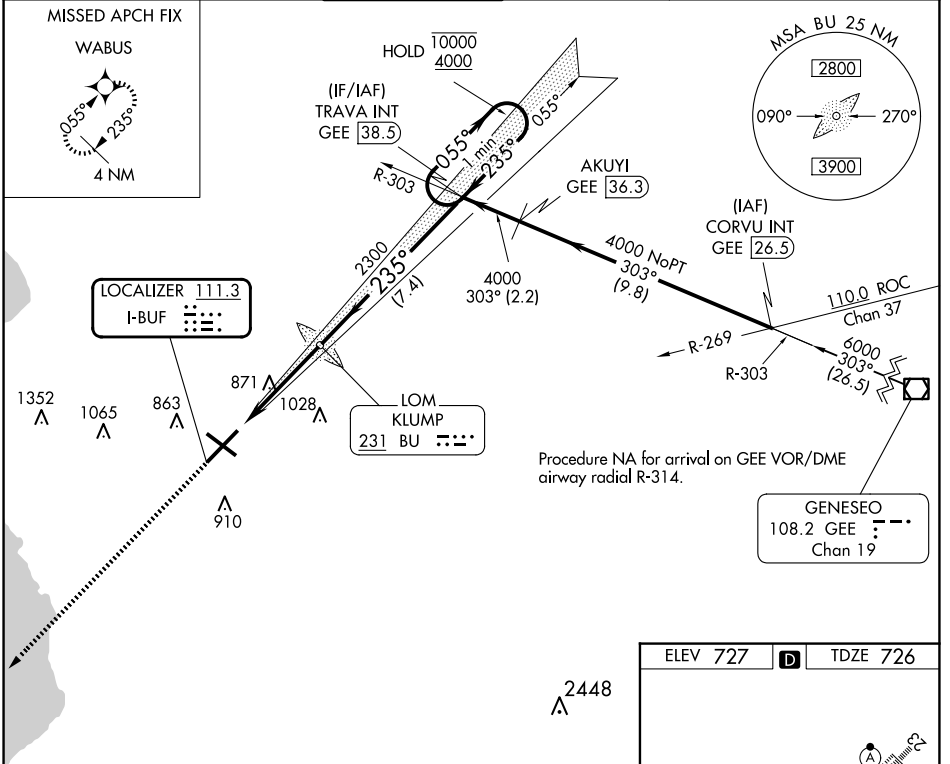 MISSED APCH FIX
WABUS
055°
235°
4 NM
HOLD 10000
4000
(IF/IAF)
TRAVA INT
GEE 38.5
R-303
055°
1 min
235°
055°
MSA BU 25 NM
2800
090°
270°
3900
AKUYI
GEE 36.3
(IAF)
CORVU INT
GEE 26.5
4000 NoPT
303°
(9.8)
4000
303° (2.2)
2300
235°
(7.4)
110.0 ROC
Chan 37
R-269
R-303
6000
303°
(26.5)
LOCALIZER 111.3
I-BUF
1352
1065
863
871
1028
910
LOM
KLUMP
231 BU
Procedure NA for arrival on GEE VOR/DME
airway radial R-314.
GENESEO
108.2 GEE
Chan 19
2448
ELEV 727
D
TDZE 726
A
23